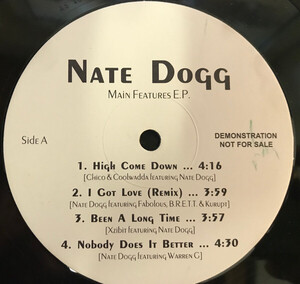 Nate Dogg
Main Features E.P.
Side A
DEMONSTRATION
NOT FOR SALE
1. High Come Down ... 4:16
[Chico & Coolwadda featuring Nate Dogg]
2. I Got Love (Remix) ... 3:59
[Nate Dogg featuring Fabolous, B.R.E.T.T. & Kurupt]
3. Been A Long Time ... 3:57
[Xzibit featuring Nate Dogg]
4. Nobody Does It Better ... 4:30
[Nate Dogg featuring Warren G]